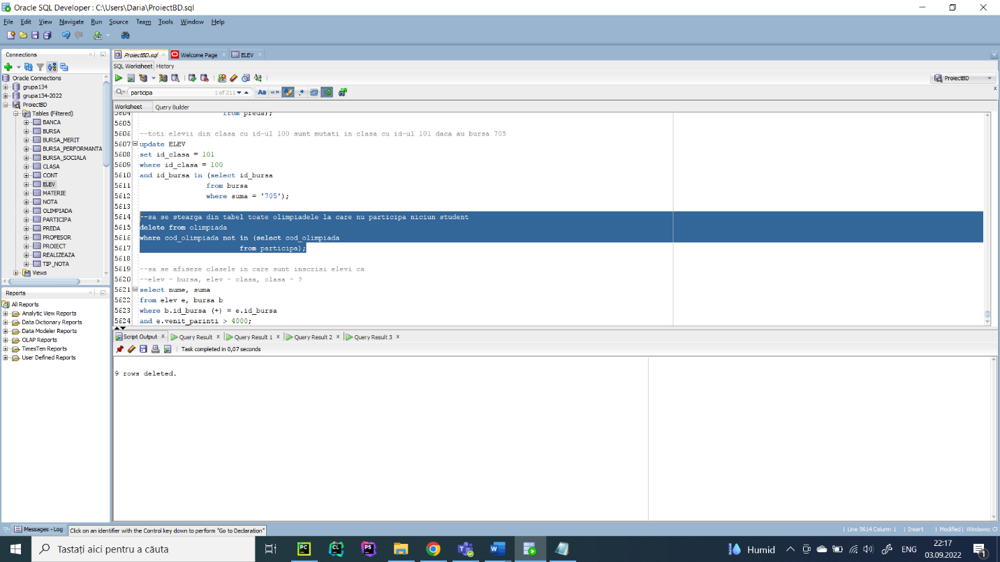 Oracle SQL Developer : C:\Users\Daria\ProiectBD.sql
File Edit View Navigate Run Source Team Tools Window Help
Connections
Oracle Connections
grupa134
grupa134-2022
ProiectBD
Tables (Filtered)
BANCA
BURSA
BURSA_MERIT
BURSA_PERFORMANTA
BURSA_SOCIALA
CLASA
CONT
ELEV
MATERIE
NOTA
OLIMPIADA
PARTICIPA
PREDA
PROFESOR
PROIECT
REALIZEAZA
TIP_NOTA
Views
Reports
All Reports
Analytic View Reports
Data Dictionary Reports
Data Modeler Reports
OLAP Reports
TimesTen Reports
User Defined Reports
ProiectBD.sql Welcome Page ELEV
SQL Worksheet History
ProiectBD
participa 1 of 211
Worksheet Query Builder
5604 from preda);
5605
5606 --toti elevii din clasa cu id-ul 100 sunt mutati in clasa cu id-ul 101 daca au bursa 705
5607 update ELEV
5608 set id_clasa = 101
5609 where id_clasa = 100
5610 and id_bursa in (select id_bursa
5611 from bursa
5612 where suma = '705');
5613
5614 --sa se stearga din tabel toate olimpiadele la care nu participa niciun student
5615 delete from olimpiada
5616 where cod_olimpiada not in (select cod_olimpiada
5617 from participa);
5618
5619 --sa se afiseze clasele in care sunt inscrisi elevi ca
5620 --elev - bursa, elev - clasa, clasa - ?
5621 select nume, suma
5622 from elev e, bursa b
5623 where b.id_bursa (+) = e.id_bursa
5624 and e.venit_parinti > 4000;
Script Output Query Result Query Result 1 Query Result 2 Query Result 3
Task completed in 0,07 seconds
9 rows deleted.
Messages - Log Click on an identifier with the Control key down to perform "Go to Declaration"
Line 5614 Column 1 | Insert | Modified | Windows: C
Tastați aici pentru a căuta
PC CL PS
Humid
ENG
22:17
03.09.2022
1